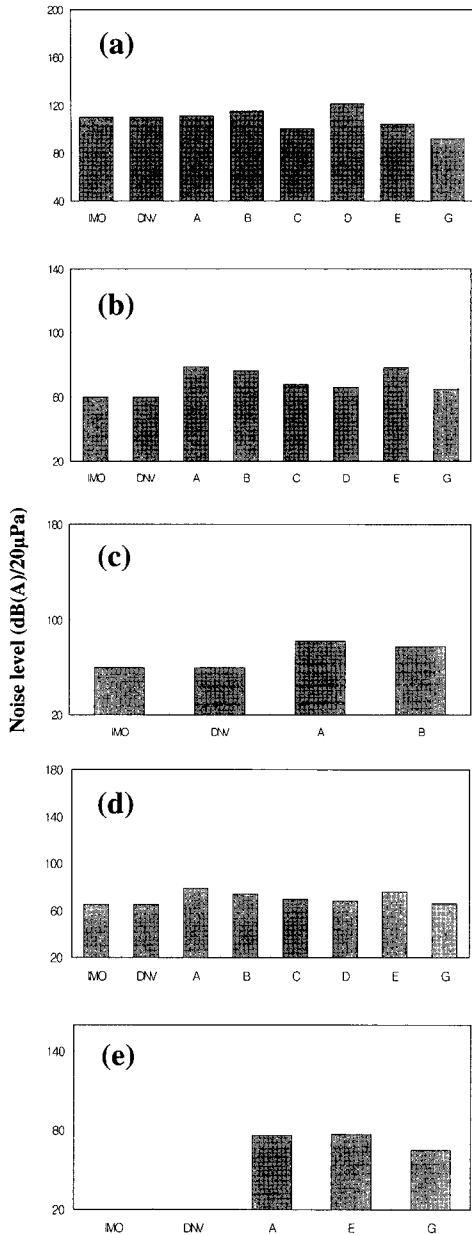 200
160
120
80
40
(a)
IMO DNV A B C D E G
140
100
60
20
(b)
IMO DNV A B C D E G
Noise level (dB(A)/20μPa)
180
100
20
(c)
IMO DNV A B
180
140
100
60
20
(d)
IMO DNV A B C D E G
140
80
20
(e)
IMO DNV A E G